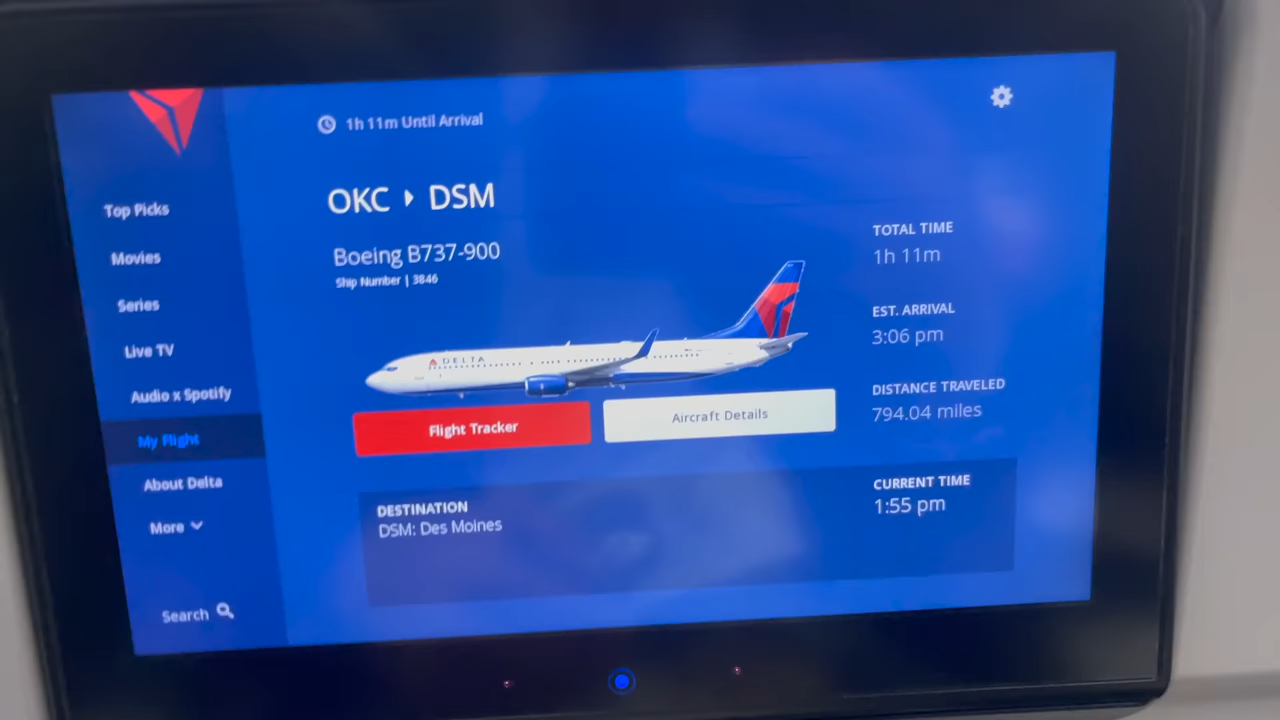 1h 11m Until Arrival
OKC DSM
Boeing B737-900
Ship Number | 3846
DELTA
Flight Tracker
Aircraft Details
TOTAL TIME
1h 11m
EST. ARRIVAL
3:06 pm
DISTANCE TRAVELED
794.04 miles
DESTINATION
DSM: Des Moines
CURRENT TIME
1:55 pm
Top Picks
Movies
Series
Live TV
Audio x Spotify
My Flight
About Delta
More
Search